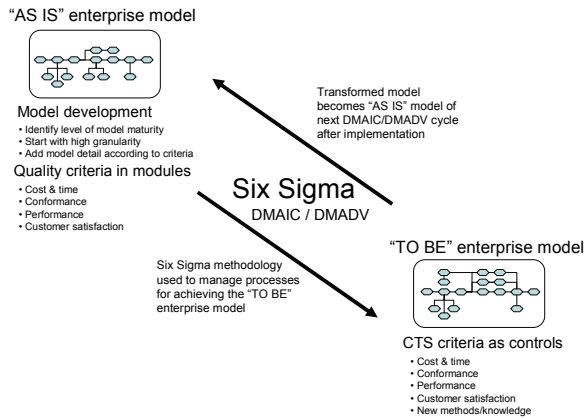 “AS IS” enterprise model
Model development
• Identify level of model maturity
• Start with high granularity
• Add model detail according to criteria
Quality criteria in modules
• Cost & time
• Conformance
• Performance
• Customer satisfaction
Transformed model
becomes “AS IS” model of
next DMAIC/DMADV cycle
after implementation
Six Sigma
DMAIC / DMADV
Six Sigma methodology
used to manage processes
for achieving the “TO BE”
enterprise model
“TO BE” enterprise model
CTS criteria as controls
• Cost & time
• Conformance
• Performance
• Customer satisfaction
• New methods/knowledge